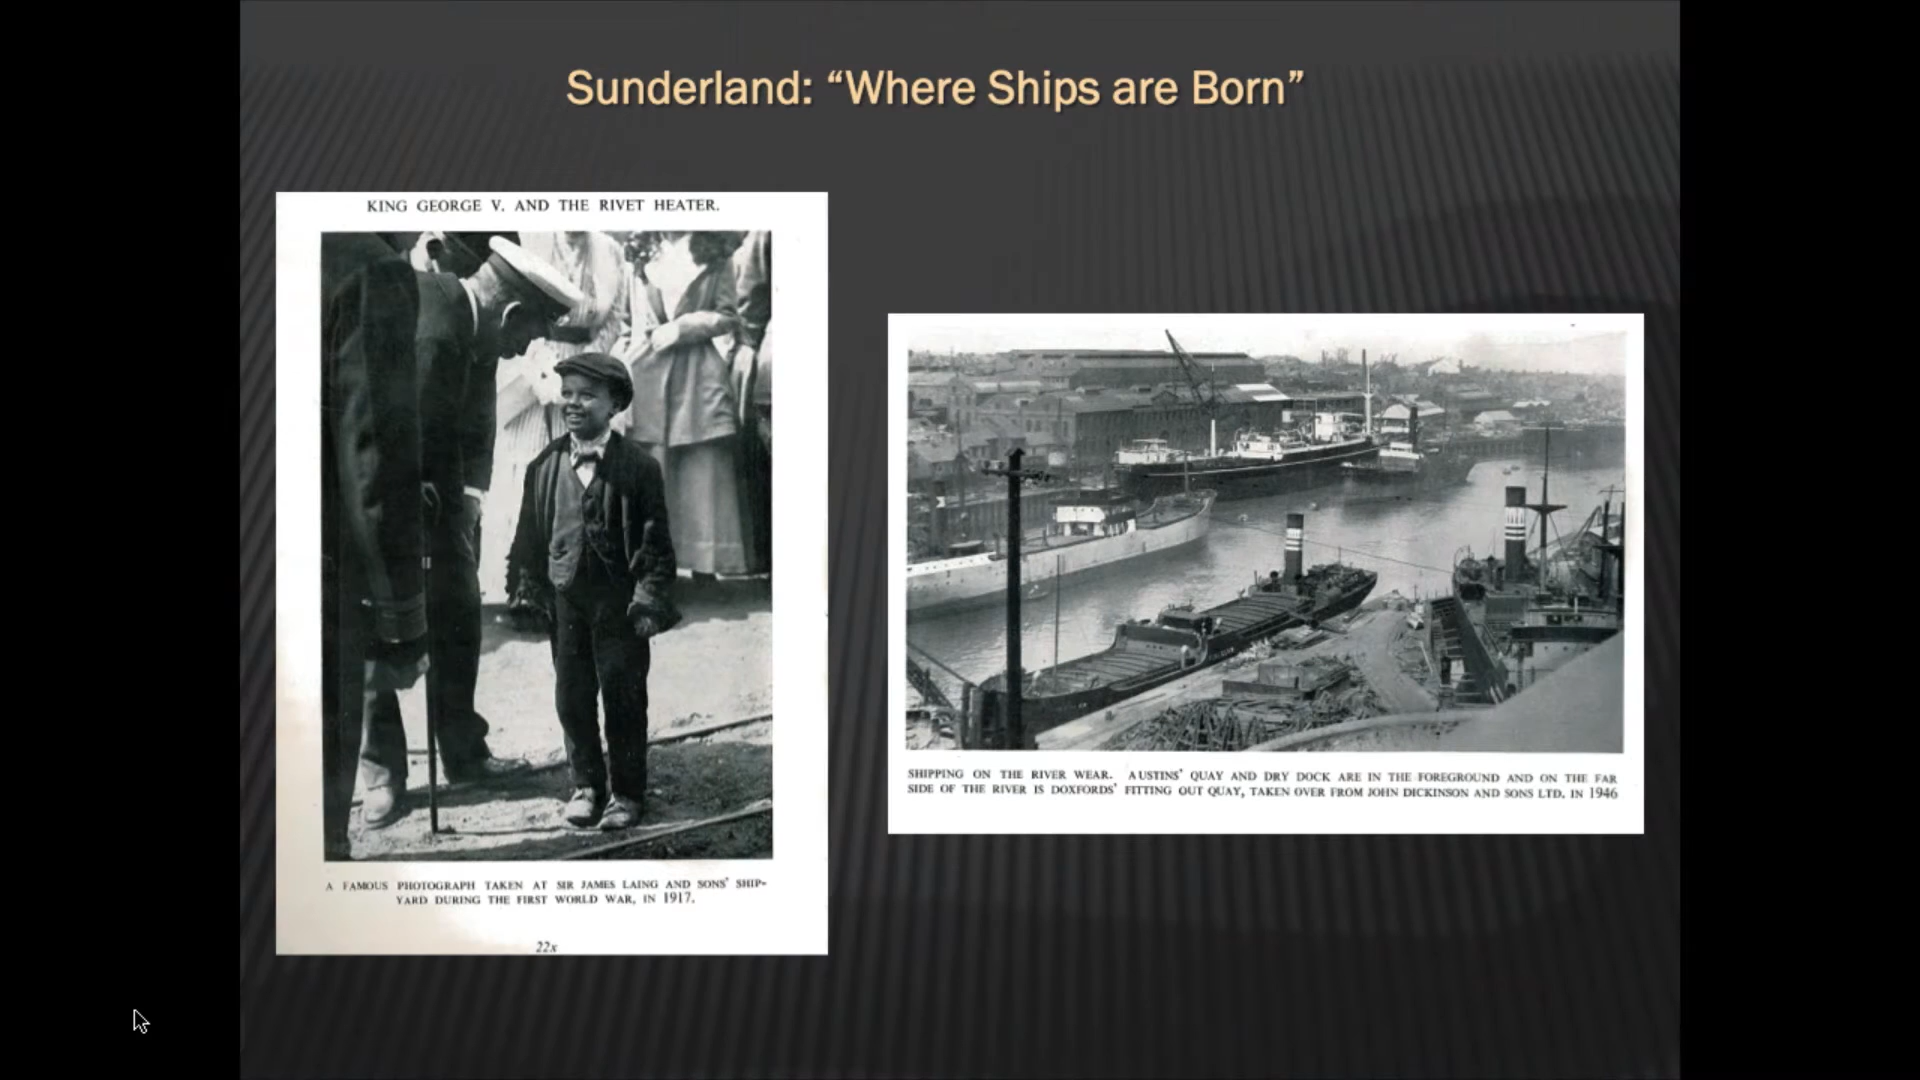 Sunderland: “Where Ships are Born”
KING GEORGE V. AND THE RIVET HEATER.
A FAMOUS PHOTOGRAPH TAKEN AT SIR JAMES LAING AND SONS' SHIP-
YARD DURING THE FIRST WORLD WAR, IN 1917.
22x
SHIPPING ON THE RIVER WEAR. AUSTINS' QUAY AND DRY DOCK ARE IN THE FOREGROUND AND ON THE FAR
SIDE OF THE RIVER IS DOXFORDS' FITTING OUT QUAY, TAKEN OVER FROM JOHN DICKINSON AND SONS LTD. IN 1946